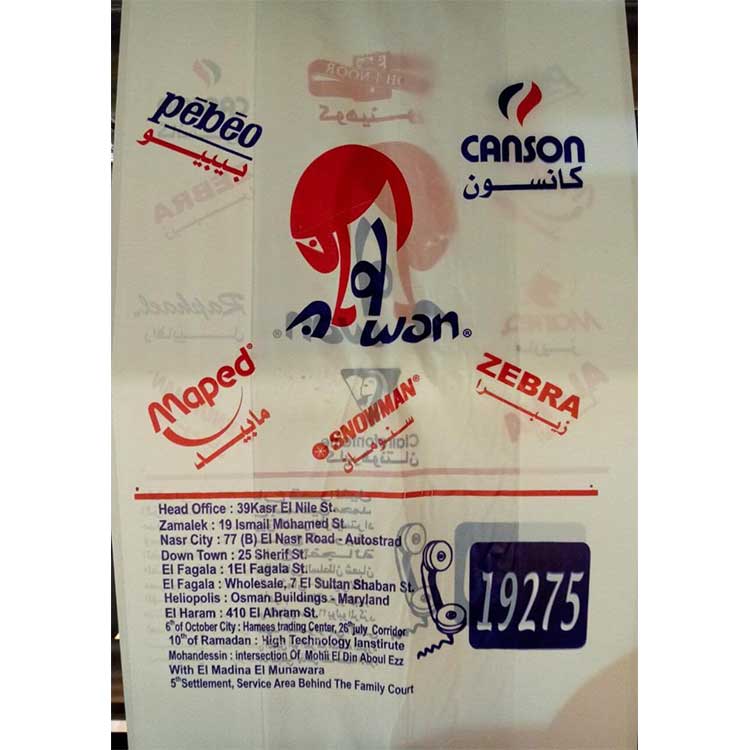 pēbēo
بيبيو
CANSON
كانسون
alwan
® ®
Maped®
مابيد
SNOWMAN®
سنومان
ZEBRA
زيبرا
Head Office : 39Kasr El Nile St.
Zamalek : 19 Ismail Mohamed St.
Nasr City : 77 (B) El Nasr Road - Autostrad
Down Town : 25 Sherif St.
El Fagala : 1El Fagala St.
El Fagala : Wholesale, 7 El Sultan Shaban St.
Heliopolis : Osman Buildings - Maryland
El Haram : 410 El Ahram St.
6th of October City : Hamees trading Center, 26th july Corridor
10th of Ramadan : High Technology Ianstirute
Mohandessin : intersection Of Mohii El Din Aboul Ezz
With El Madina El Munawara
5th Settlement, Service Area Behind The Family Court
19275